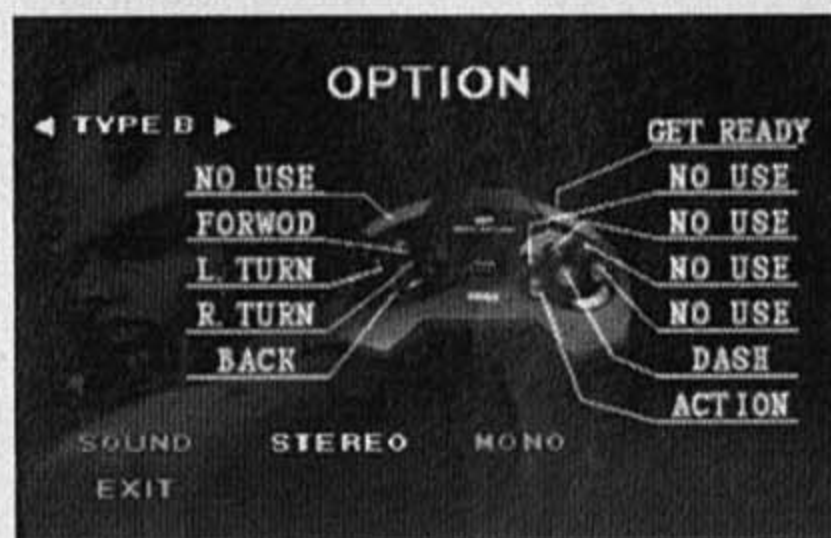 OPTION
◀ TYPE B ▶
GET READY
NO USE
NO USE
FORWOD
NO USE
L. TURN
NO USE
R. TURN
NO USE
BACK
DASH
ACTION
SOUND STEREO MONO
EXIT